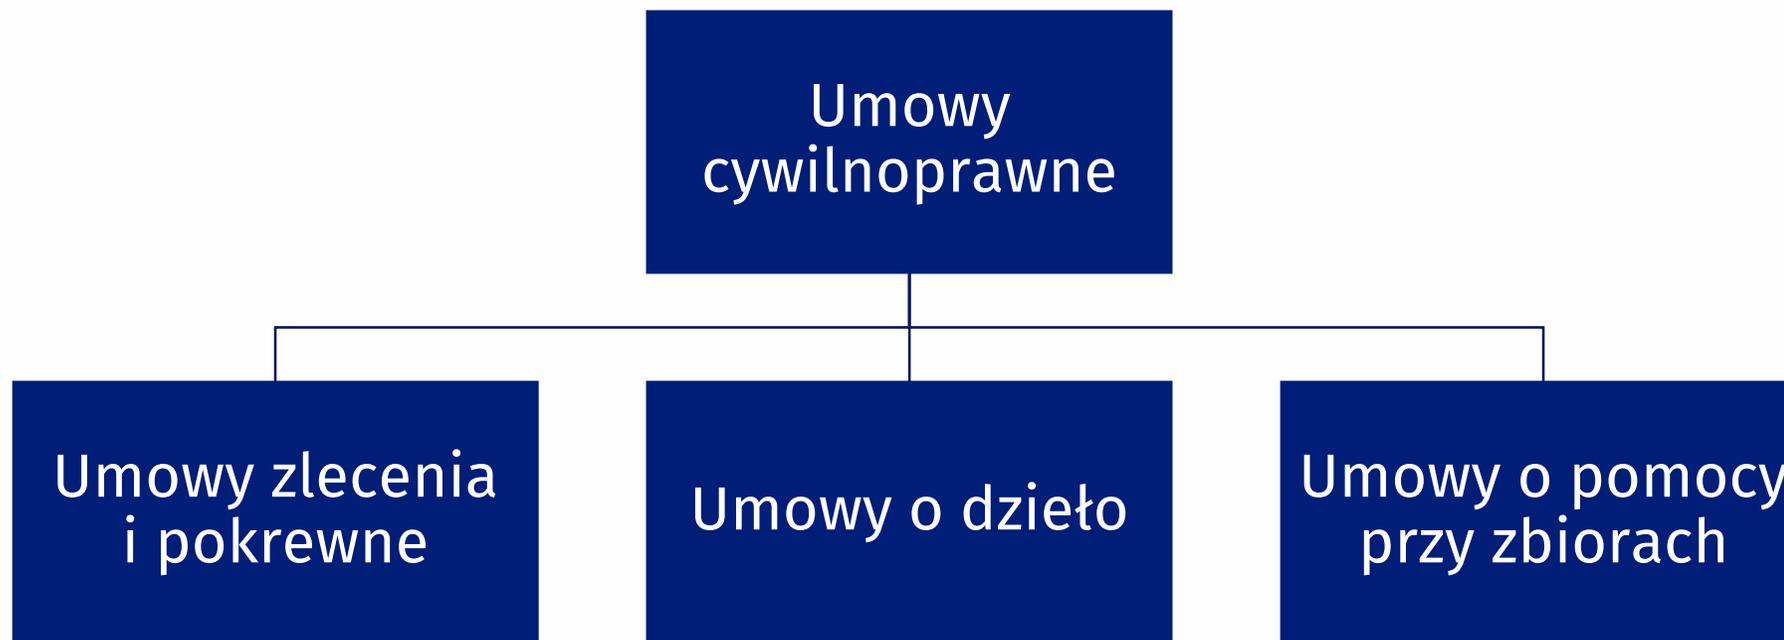 Umowy
cywilnoprawne
Umowy zlecenia
i pokrewne
Umowy o dzieło
Umowy o pomocy
przy zbiorach